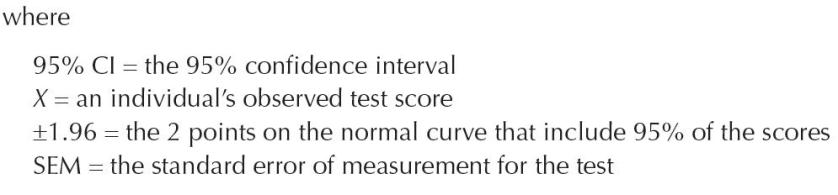 where
95% CI = the 95% confidence interval
X = an individual's observed test score
±1.96 = the 2 points on the normal curve that include 95% of the scores
SEM = the standard error of measurement for the test